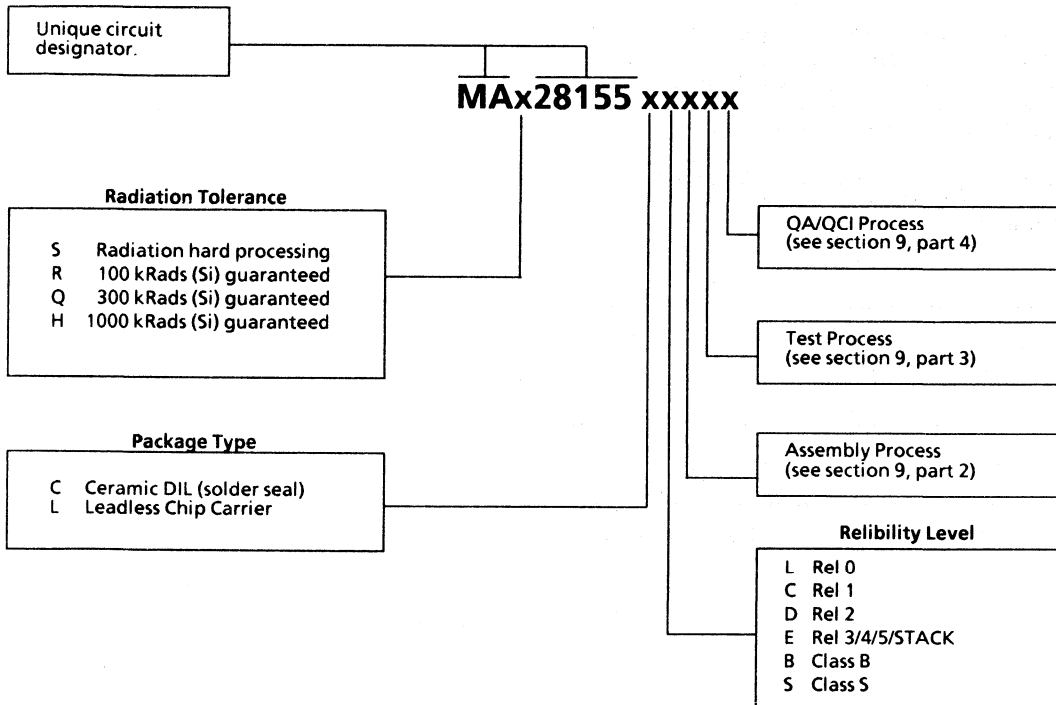 Unique circuit
designator.
MAx28155 xxxxx
Radiation Tolerance
S Radiation hard processing
R 100 kRads (Si) guaranteed
Q 300 kRads (Si) guaranteed
H 1000 kRads (Si) guaranteed
Package Type
C Ceramic DIL (solder seal)
L Leadless Chip Carrier
QA/QCI Process
(see section 9, part 4)
Test Process
(see section 9, part 3)
Assembly Process
(see section 9, part 2)
Relibility Level
L Rel 0
C Rel 1
D Rel 2
E Rel 3/4/5/STACK
B Class B
S Class S